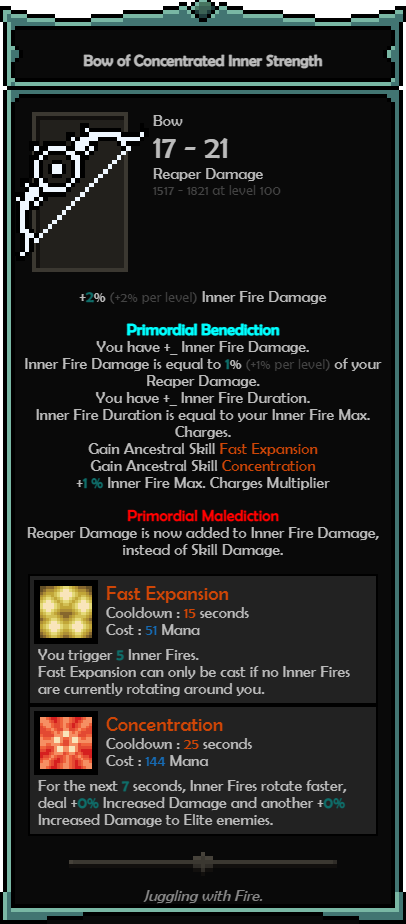 Bow of Concentrated Inner Strength
Bow
17 - 21
Reaper Damage
1517 - 1821 at level 100
+2% (+2% per level) Inner Fire Damage
Primordial Benediction
You have +_ Inner Fire Damage.
Inner Fire Damage is equal to 1% (+1% per level) of your
Reaper Damage.
You have +_ Inner Fire Duration.
Inner Fire Duration is equal to your Inner Fire Max.
Charges.
Gain Ancestral Skill Fast Expansion
Gain Ancestral Skill Concentration
+1 % Inner Fire Max. Charges Multiplier
Primordial Malediction
Reaper Damage is now added to Inner Fire Damage,
instead of Skill Damage.
Fast Expansion
Cooldown : 15 seconds
Cost : 51 Mana
You trigger 5 Inner Fires.
Fast Expansion can only be cast if no Inner Fires
are currently rotating around you.
Concentration
Cooldown : 25 seconds
Cost : 144 Mana
For the next 7 seconds, Inner Fires rotate faster,
deal +0% Increased Damage and another +0%
Increased Damage to Elite enemies.
Juggling with Fire.